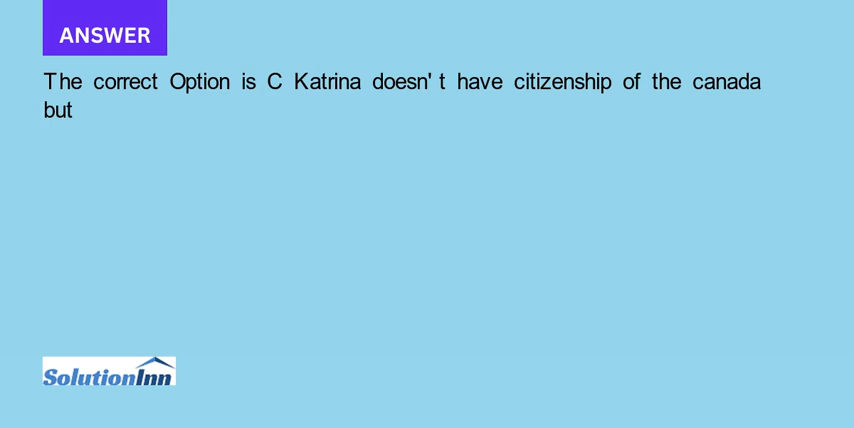 ANSWER
The correct Option is C Katrina doesn't have citizenship of the canada
but
SolutionInn